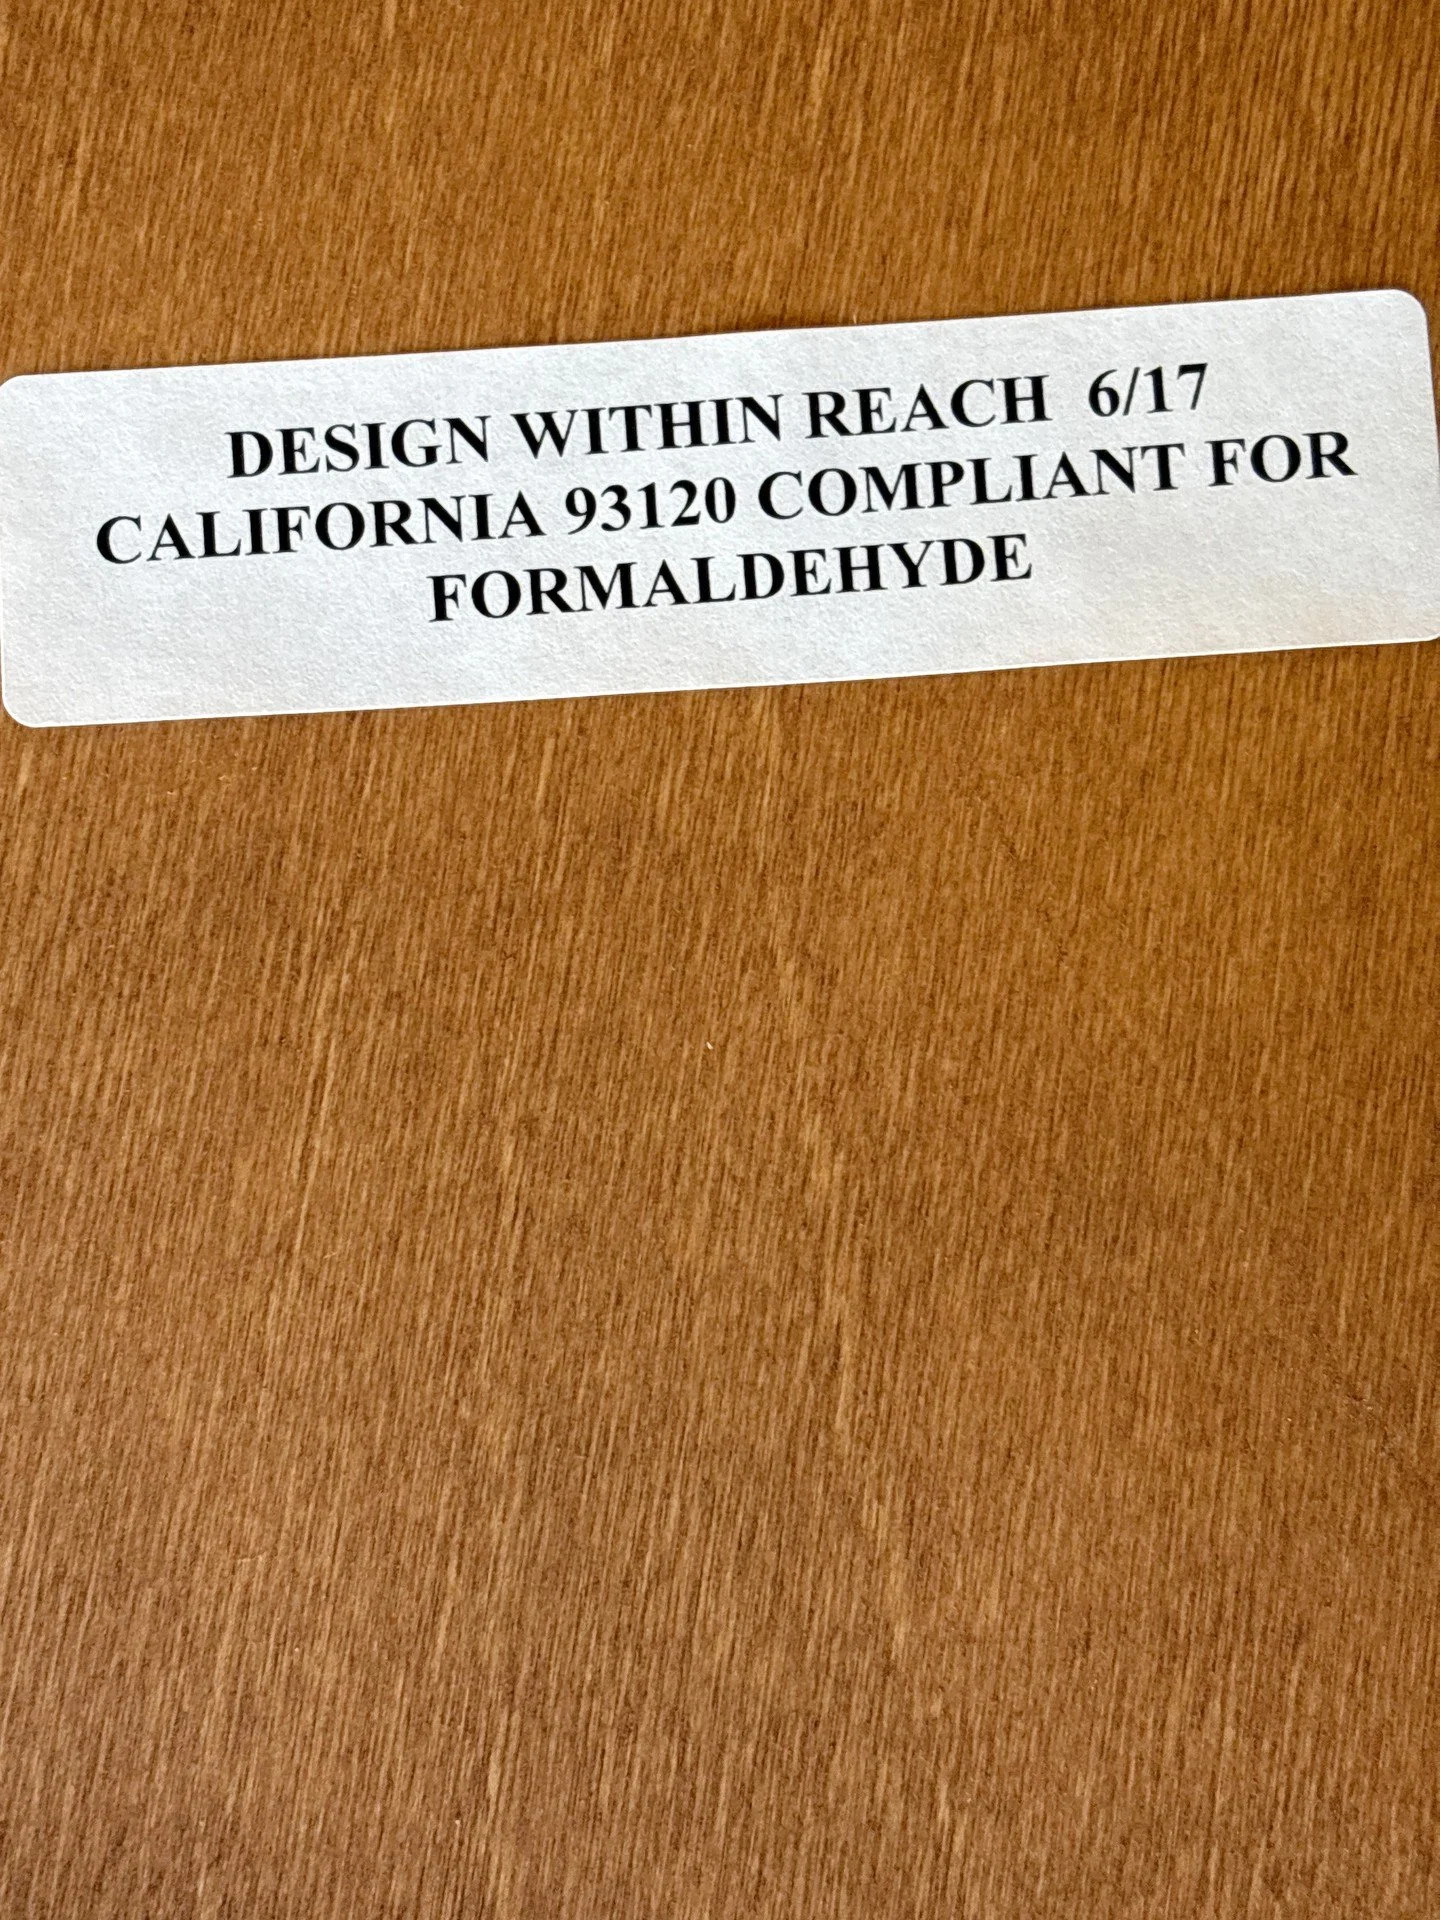 DESIGN WITHIN REACH 6/17
CALIFORNIA 93120 COMPLIANT FOR
FORMALDEHYDE